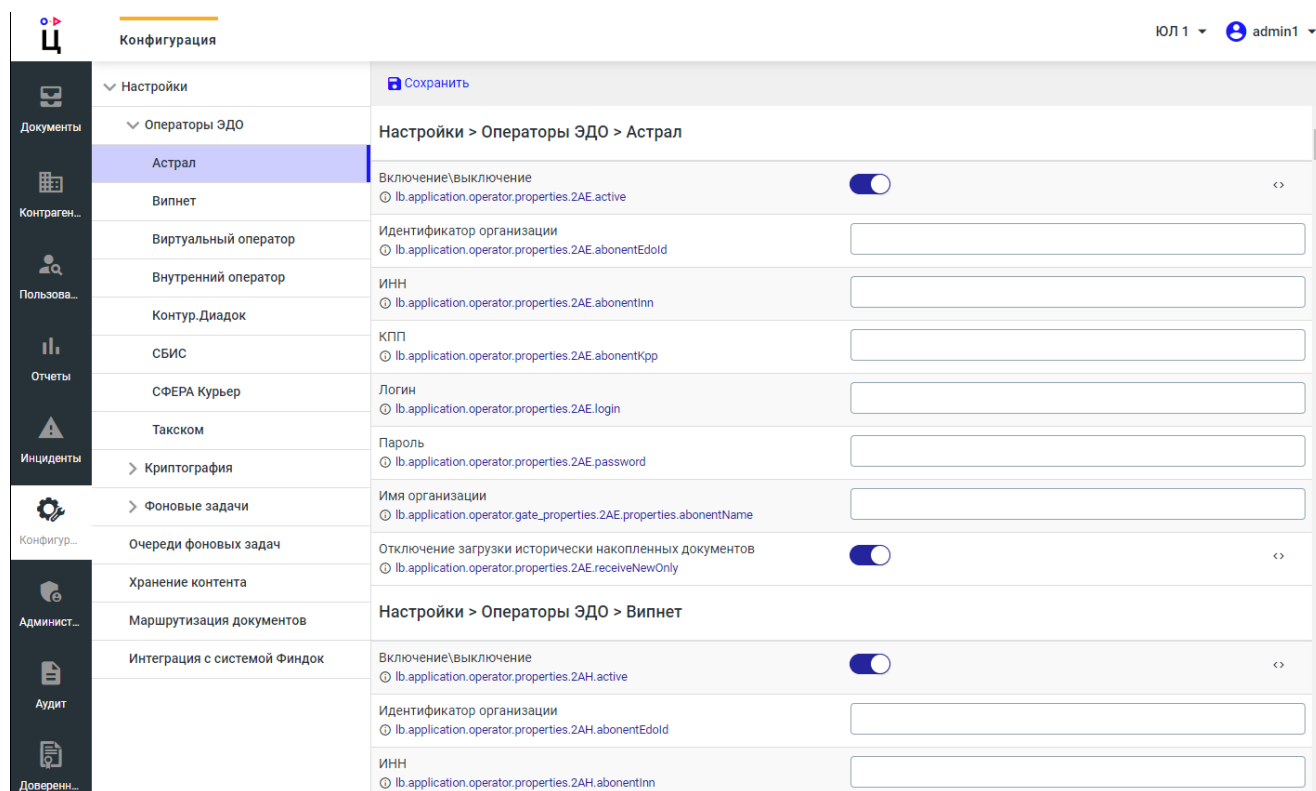 Ц
Конфигурация
ЮЛ 1
admin1
Документы
Контраген...
Пользова...
Отчеты
Инциденты
Конфигур...
Админист...
Аудит
Доверенн...
Настройки
Операторы ЭДО
Астрал
Випнет
Виртуальный оператор
Внутренний оператор
Контур.Диадок
СБИС
СФЕРА Курьер
Такском
Криптография
Фоновые задачи
Очереди фоновых задач
Хранение контента
Маршрутизация документов
Интеграция с системой Финдок
Сохранить
Настройки > Операторы ЭДО > Астрал
Включение\выключение
lb.application.operator.properties.2AE.active
Идентификатор организации
lb.application.operator.properties.2AE.abonentEdoId
ИНН
lb.application.operator.properties.2AE.abonentInn
КПП
lb.application.operator.properties.2AE.abonentKpp
Логин
lb.application.operator.properties.2AE.login
Пароль
lb.application.operator.properties.2AE.password
Имя организации
lb.application.operator.gate_properties.2AE.properties.abonentName
Отключение загрузки исторически накопленных документов
lb.application.operator.properties.2AE.receiveNewOnly
Настройки > Операторы ЭДО > Випнет
Включение\выключение
lb.application.operator.properties.2AH.active
Идентификатор организации
lb.application.operator.properties.2AH.abonentEdoId
ИНН
lb.application.operator.properties.2AH.abonentInn